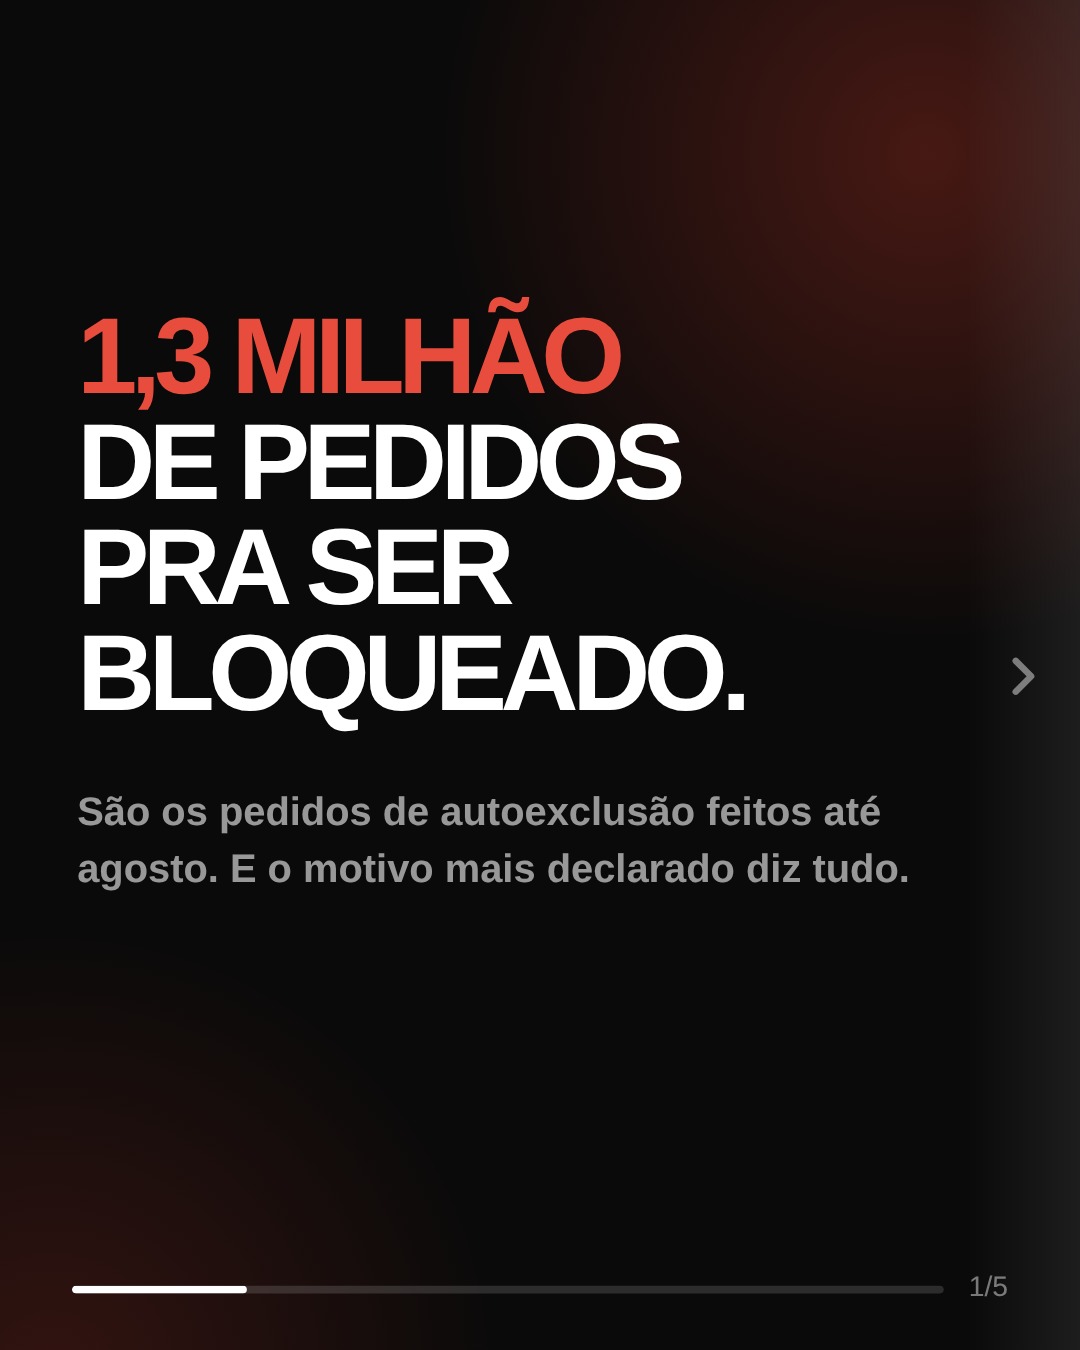 1,3 MILHÃO
DE PEDIDOS
PRA SER
BLOQUEADO.
São os pedidos de autoexclusão feitos até
agosto. E o motivo mais declarado diz tudo.
1/5